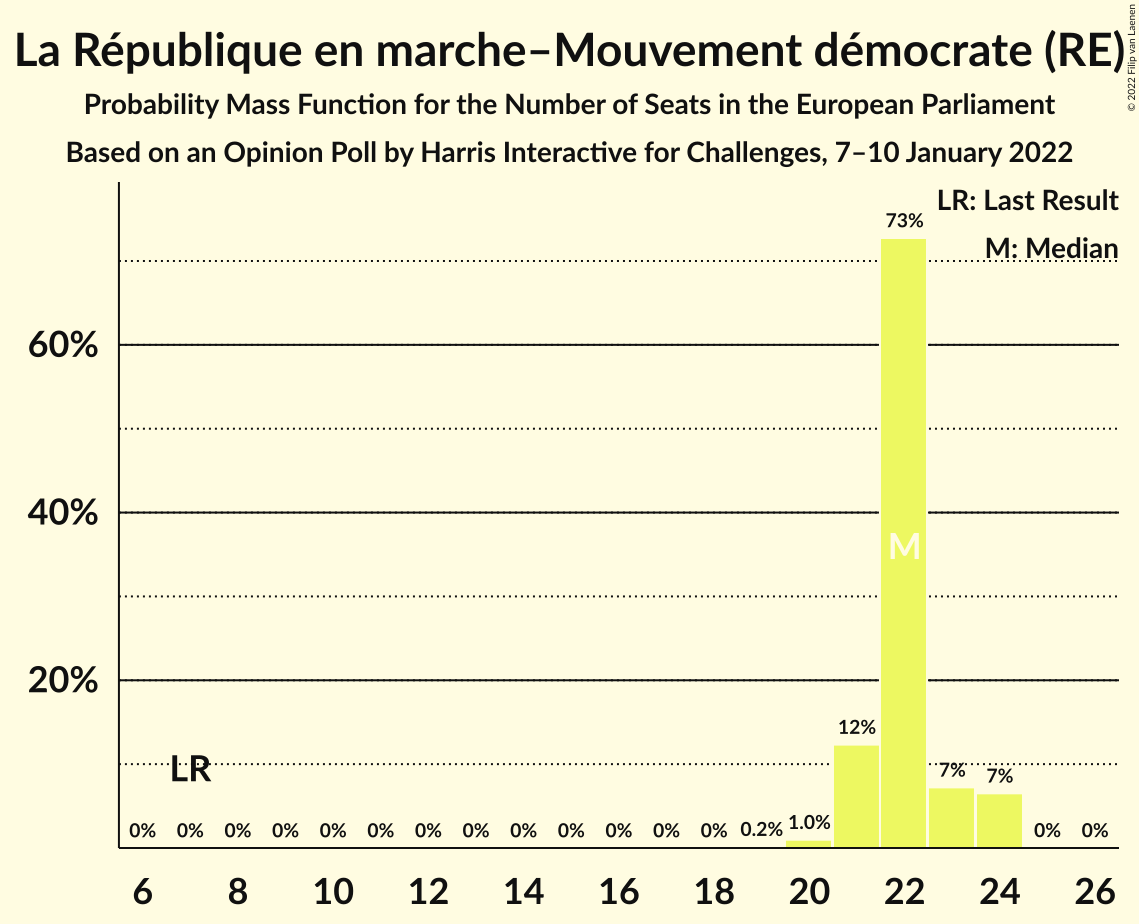 La République en marche–Mouvement démocrate (RE)
Probability Mass Function for the Number of Seats in the European Parliament
Based on an Opinion Poll by Harris Interactive for Challenges, 7–10 January 2022
© 2022 Filip van Laenen
LR: Last Result
M: Median
73%
60%
40%
M
20%
12%
LR
7% 7%
0% 0% 0% 0% 0% 0% 0% 0% 0% 0% 0% 0% 0% 0.2% 1.0% 0% 0%
6 8 10 12 14 16 18 20 22 24 26